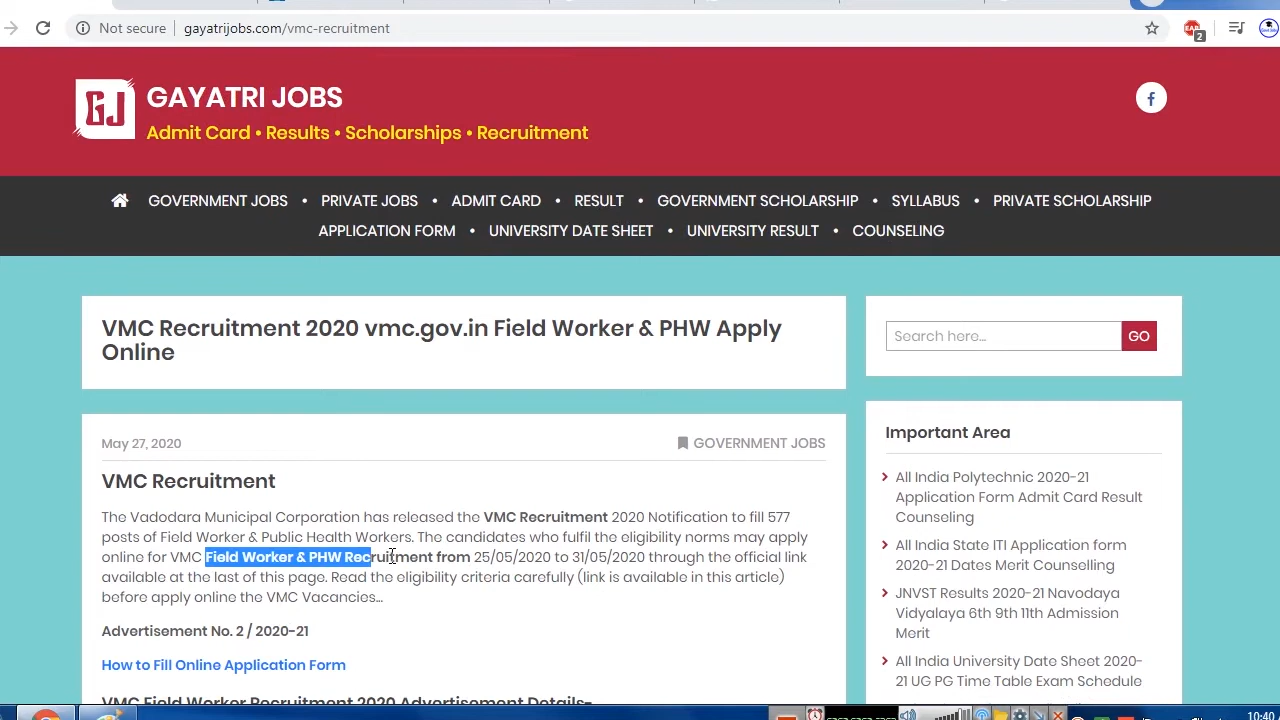 Not secure gayatrijobs.com/vmc-recruitment
2
GJ
GAYATRI JOBS
Admit Card • Results • Scholarships • Recruitment
GOVERNMENT JOBS • PRIVATE JOBS • ADMIT CARD • RESULT • GOVERNMENT SCHOLARSHIP • SYLLABUS • PRIVATE SCHOLARSHIP
APPLICATION FORM • UNIVERSITY DATE SHEET • UNIVERSITY RESULT • COUNSELING
VMC Recruitment 2020 vmc.gov.in Field Worker & PHW Apply
Online
May 27, 2020
GOVERNMENT JOBS
VMC Recruitment
The Vadodara Municipal Corporation has released the VMC Recruitment 2020 Notification to fill 577
posts of Field Worker & Public Health Workers. The candidates who fulfil the eligibility norms may apply
online for VMC Field Worker & PHW Recruitment from 25/05/2020 to 31/05/2020 through the official link
available at the last of this page. Read the eligibility criteria carefully (link is available in this article)
before apply online the VMC Vacancies...
Advertisement No. 2 / 2020-21
How to Fill Online Application Form
VMC Field Worker Recruitment 2020 Advertisement Details-
Search here...
GO
Important Area
All India Polytechnic 2020-21
Application Form Admit Card Result
Counseling
All India State ITI Application form
2020-21 Dates Merit Counselling
JNVST Results 2020-21 Navodaya
Vidyalaya 6th 9th 11th Admission
Merit
All India University Date Sheet 2020-
21 UG PG Time Table Exam Schedule
10:40